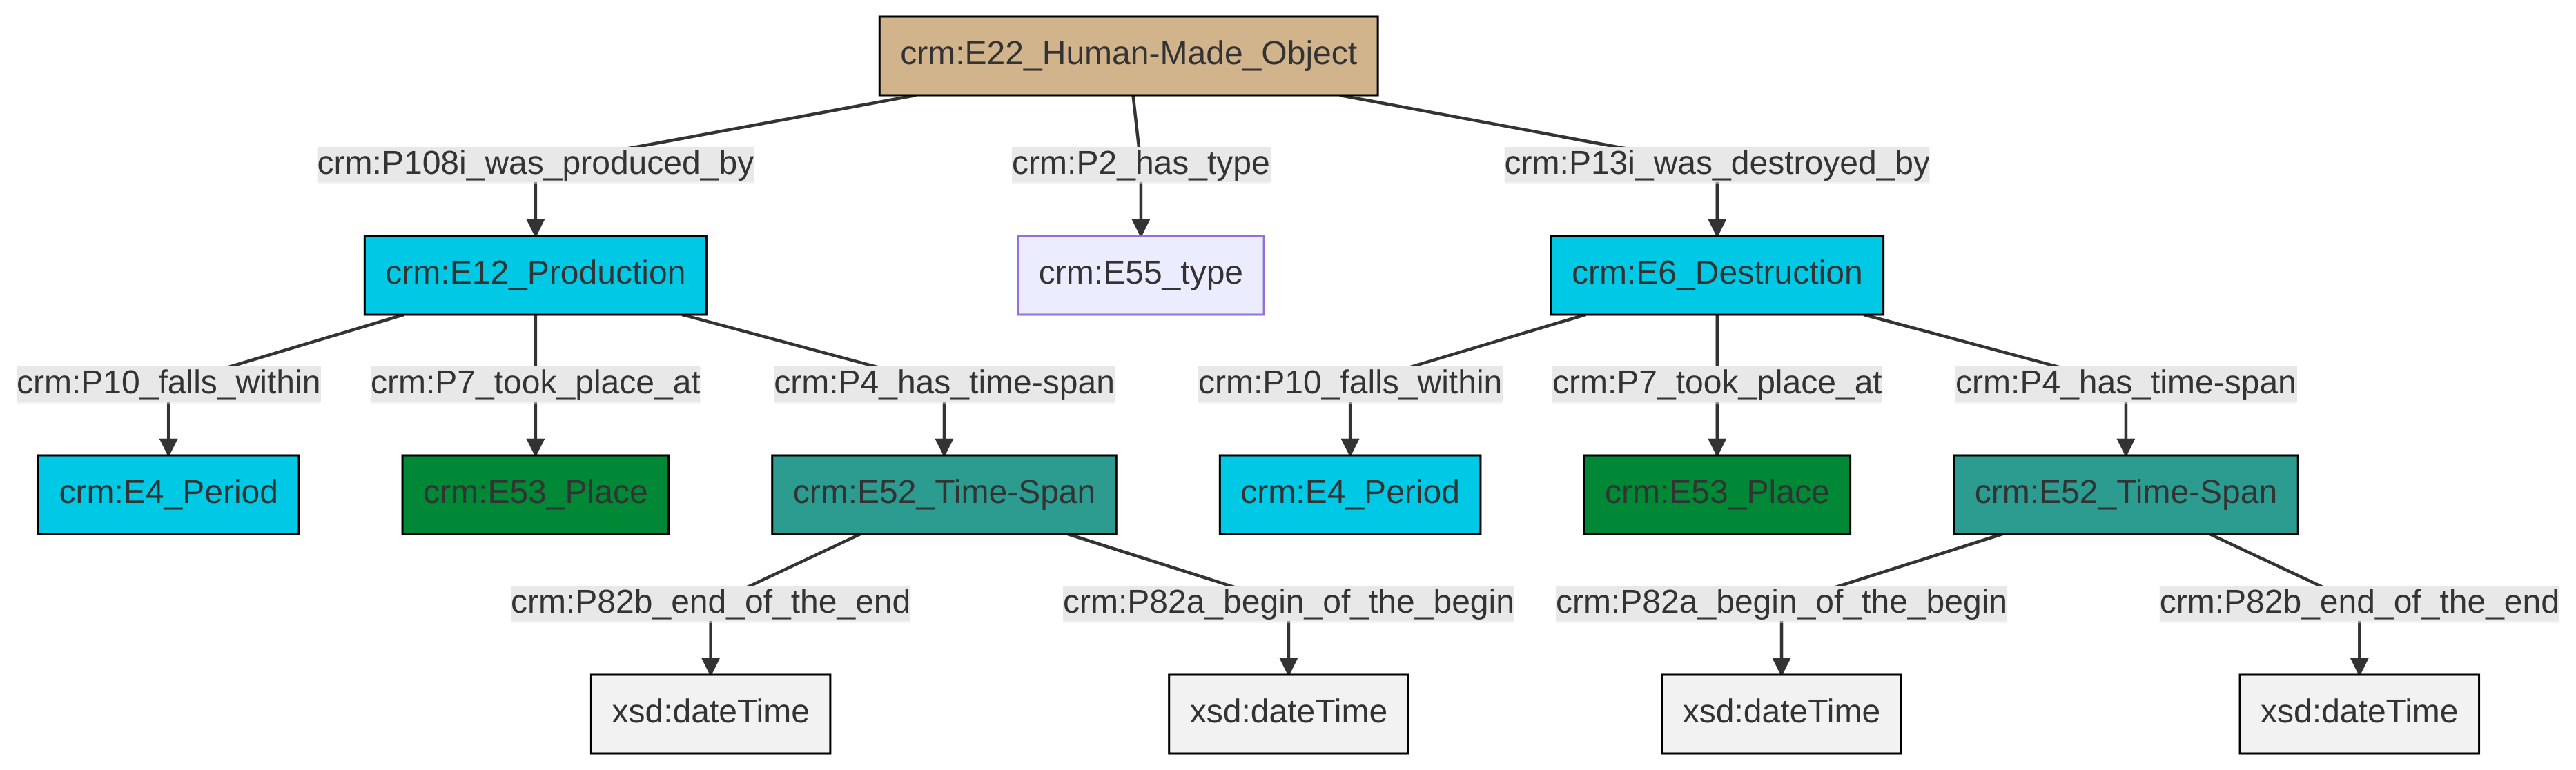 crm:E22_Human-Made_Object
crm:P108i_was_produced_by
crm:P2_has_type
crm:P13i_was_destroyed_by
crm:E12_Production
crm:E55_type
crm:E6_Destruction
crm:P10_falls_within
crm:P7_took_place_at
crm:P4_has_time-span
crm:P10_falls_within
crm:P7_took_place_at
crm:P4_has_time-span
crm:E4_Period
crm:E53_Place
crm:E52_Time-Span
crm:E4_Period
crm:E53_Place
crm:E52_Time-Span
crm:P82b_end_of_the_end
crm:P82a_begin_of_the_begin
crm:P82a_begin_of_the_begin
crm:P82b_end_of_the_end
xsd:dateTime
xsd:dateTime
xsd:dateTime
xsd:dateTime